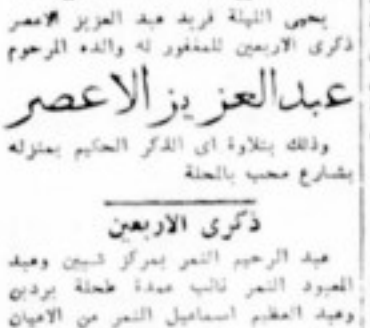 يحيى الليلة فريد عبد العزيز الاعصر
ذكرى الاربعين للمغفور له والده المرحوم
عبد العزيز الاعصر
وذلك بتلاوة اى الذكر الحكيم بمنزله
بشارع محب بالمحلة
ذكرى الاربعين
عبد الرحيم النمر بمركز شبين وعبد
المعبود النمر نائب عمدة طحلة بردين
وعبد العظيم اسماعيل النمر من الاعيان